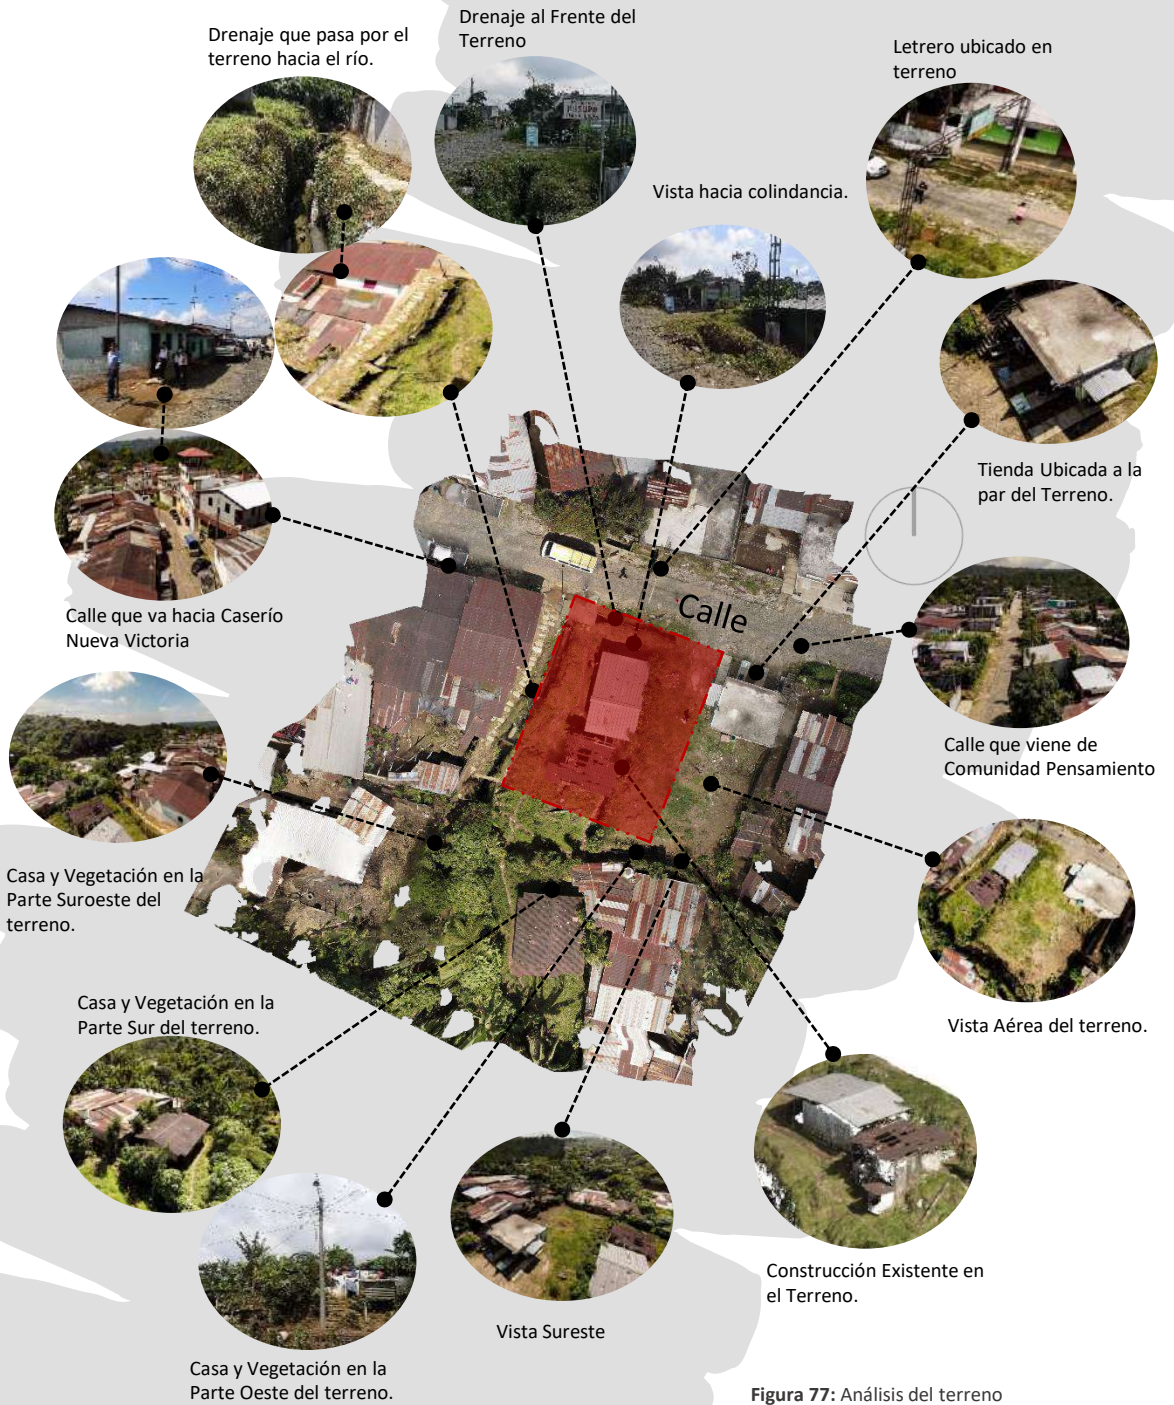 Drenaje que pasa por el
terreno hacia el río.
Drenaje al Frente del
Terreno
Letrero ubicado en
terreno
Vista hacia colindancia.
Tienda Ubicada a la
par del Terreno.
Calle
Calle que va hacia Caserío
Nueva Victoria
Calle que viene de
Comunidad Pensamiento
Casa y Vegetación en la
Parte Suroeste del
terreno.
Casa y Vegetación en la
Parte Sur del terreno.
Vista Aérea del terreno.
Construcción Existente en
el Terreno.
Vista Sureste
Casa y Vegetación en la
Parte Oeste del terreno.
Figura 77: Análisis del terreno